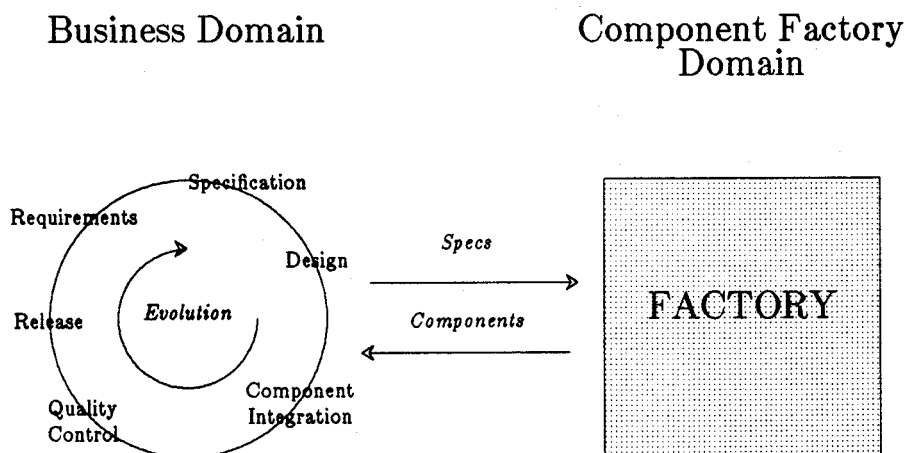 Business Domain
Component Factory
Domain
Specification
Requirements
Design
Specs
Release
Evolution
Components
FACTORY
Component
Integration
Quality
Control